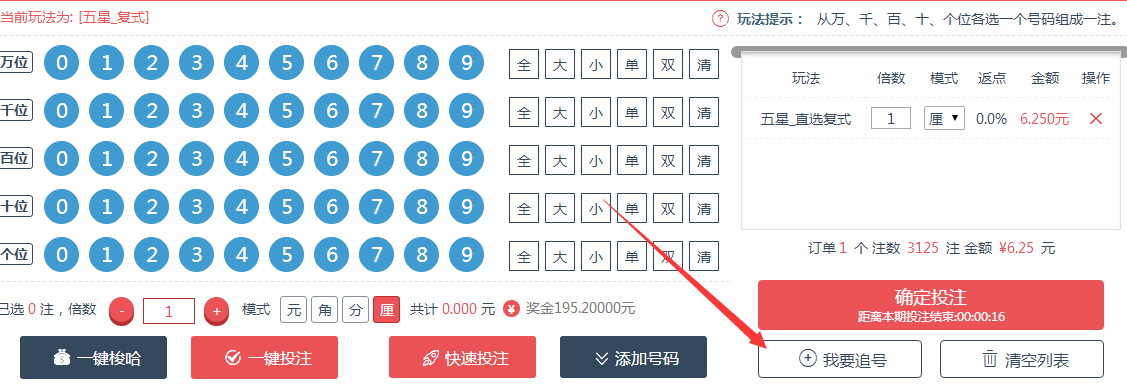 当前玩法为: [五星_复式]
? 玩法提示： 从万、千、百、十、个位各选一个号码组成一注。
万位 0 1 2 3 4 5 6 7 8 9 全 大 小 单 双 清
千位 0 1 2 3 4 5 6 7 8 9 全 大 小 单 双 清
百位 0 1 2 3 4 5 6 7 8 9 全 大 小 单 双 清
十位 0 1 2 3 4 5 6 7 8 9 全 大 小 单 双 清
个位 0 1 2 3 4 5 6 7 8 9 全 大 小 单 双 清
玩法 倍数 模式 返点 金额 操作
五星_直选复式 1 厘 0.0% 6.250元
订单 1 个 注数 3125 注 金额 ¥6.25 元
已选 0 注，倍数 - 1 + 模式 元 角 分 厘 共计 0.000 元 ¥ 奖金195.20000元
确定投注
距离本期投注结束:00:00:16
一键梭哈 一键投注 快速投注 添加号码
我要追号 清空列表